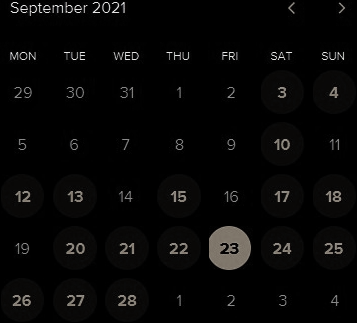 September 2021
MON TUE WED THU FRI SAT SUN
29 30 31 1 2 3 4
5 6 7 8 9 10 11
12 13 14 15 16 17 18
19 20 21 22 23 24 25
26 27 28 1 2 3 4